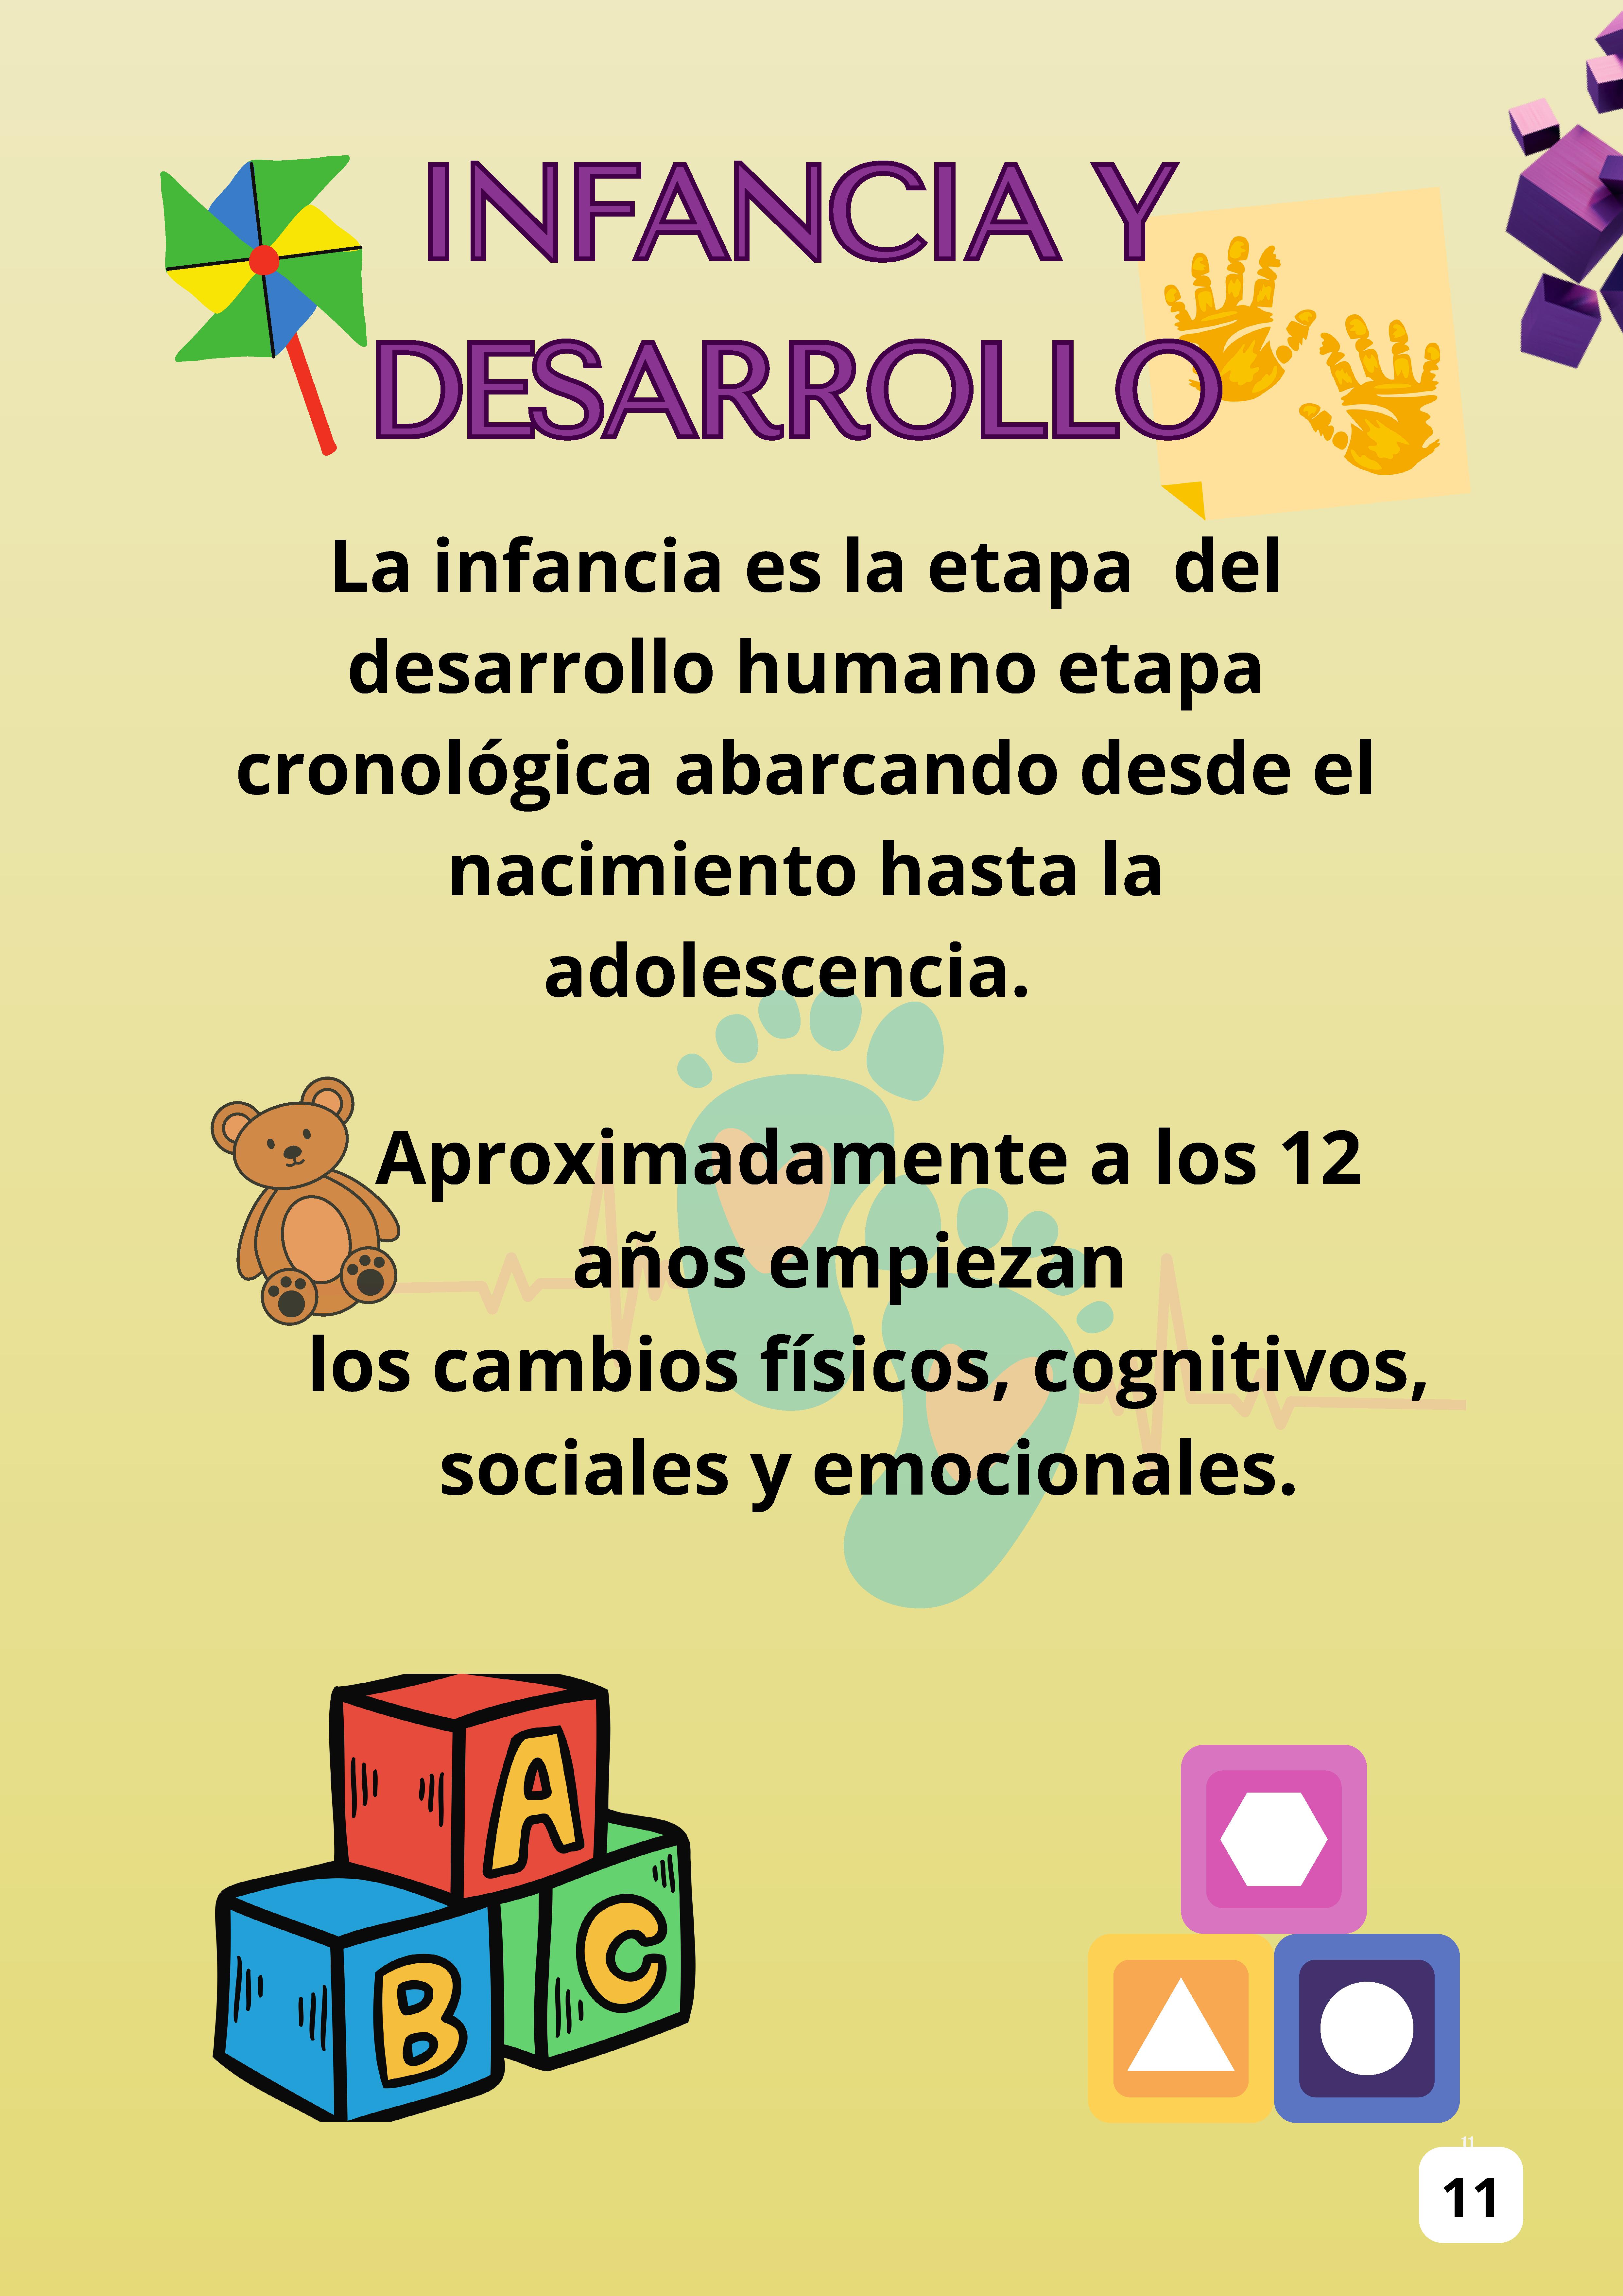 INFANCIA Y
DESARROLLO
La infancia es la etapa  del
desarrollo humano etapa
cronológica abarcando desde el
nacimiento hasta la
adolescencia.
Aproximadamente a los 12
años empiezan
los cambios físicos, cognitivos,
sociales y emocionales.
A
B
C
11
11